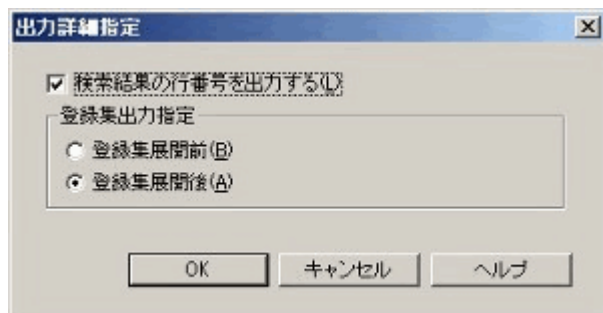 出力詳細指定
検索結果の行番号を出力する(L)
登録集出力指定
登録集展開前(B)
登録集展開後(A)
OK キャンセル ヘルプ